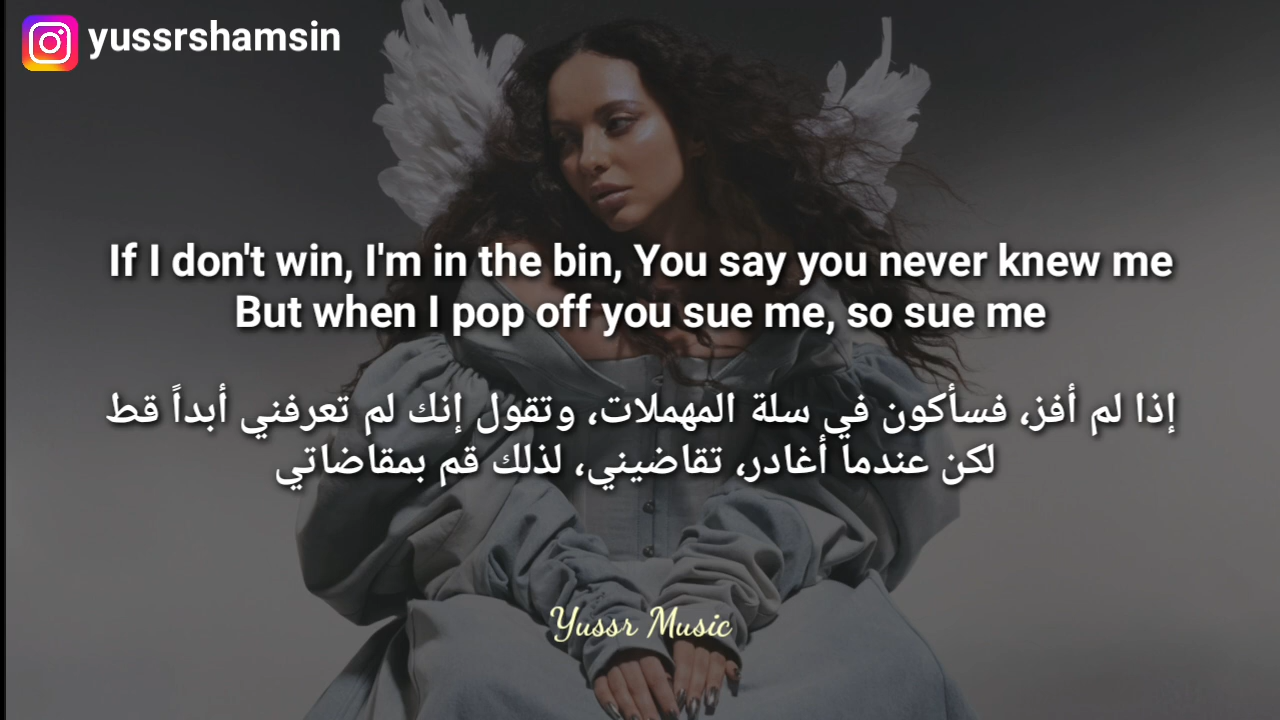 yussrshamsin
If I don't win, I'm in the bin, You say you never knew me
But when I pop off you sue me, so sue me
إذا لم أفز، فسأكون في سلة المهملات، وتقول إنك لم تعرفني أبداً قط
لكن عندما أغادر، تقاضيني، لذلك قم بمقاضاتي
Yussr Music